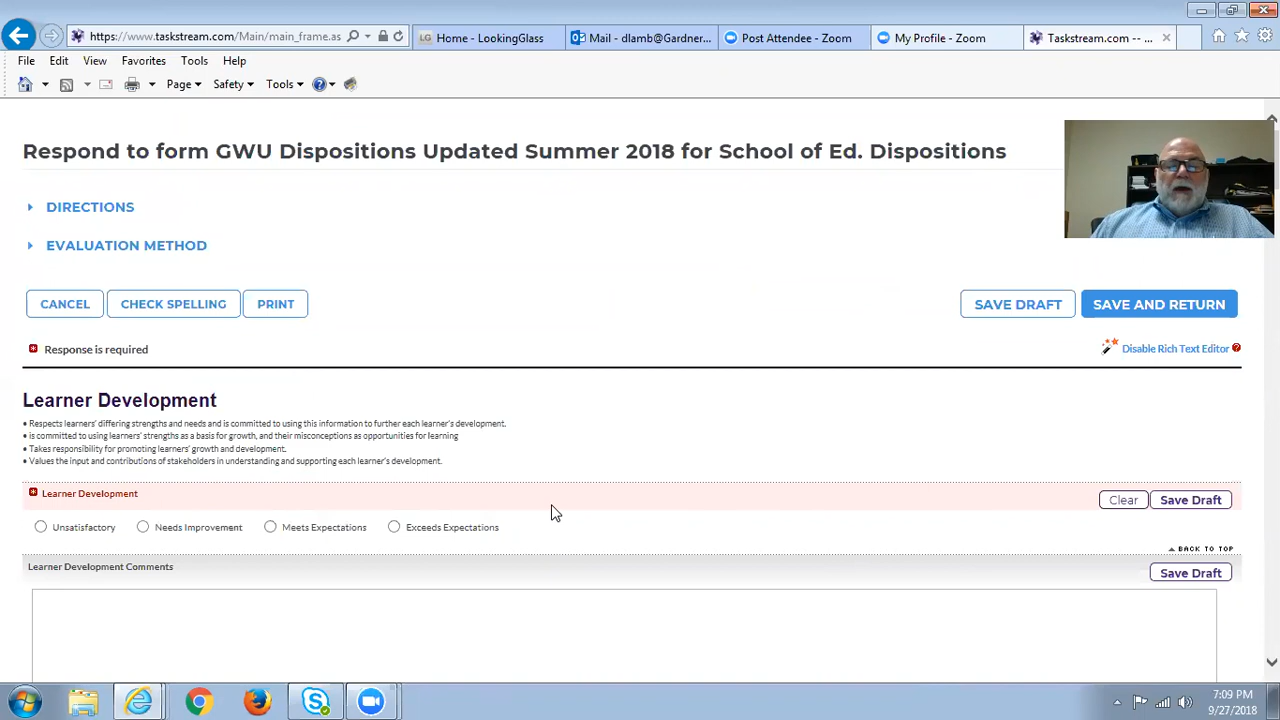 https://www.taskstream.com/Main/main_frame.as
LG Home - LookingGlass
Mail - dlamb@Gardner...
Post Attendee - Zoom
My Profile - Zoom
Taskstream.com -- ...
File Edit View Favorites Tools Help
Page Safety Tools
Respond to form GWU Dispositions Updated Summer 2018 for School of Ed. Dispositions
DIRECTIONS
EVALUATION METHOD
CANCEL CHECK SPELLING PRINT SAVE DRAFT SAVE AND RETURN
Response is required Disable Rich Text Editor
Learner Development
• Respects learners' differing strengths and needs and is committed to using this information to further each learner's development.
• is committed to using learners' strengths as a basis for growth, and their misconceptions as opportunities for learning
• Takes responsibility for promoting learners' growth and development.
• Values the input and contributions of stakeholders in understanding and supporting each learner's development.
Learner Development Clear Save Draft
Unsatisfactory Needs Improvement Meets Expectations Exceeds Expectations
BACK TO TOP
Learner Development Comments Save Draft
7:09 PM
9/27/2018